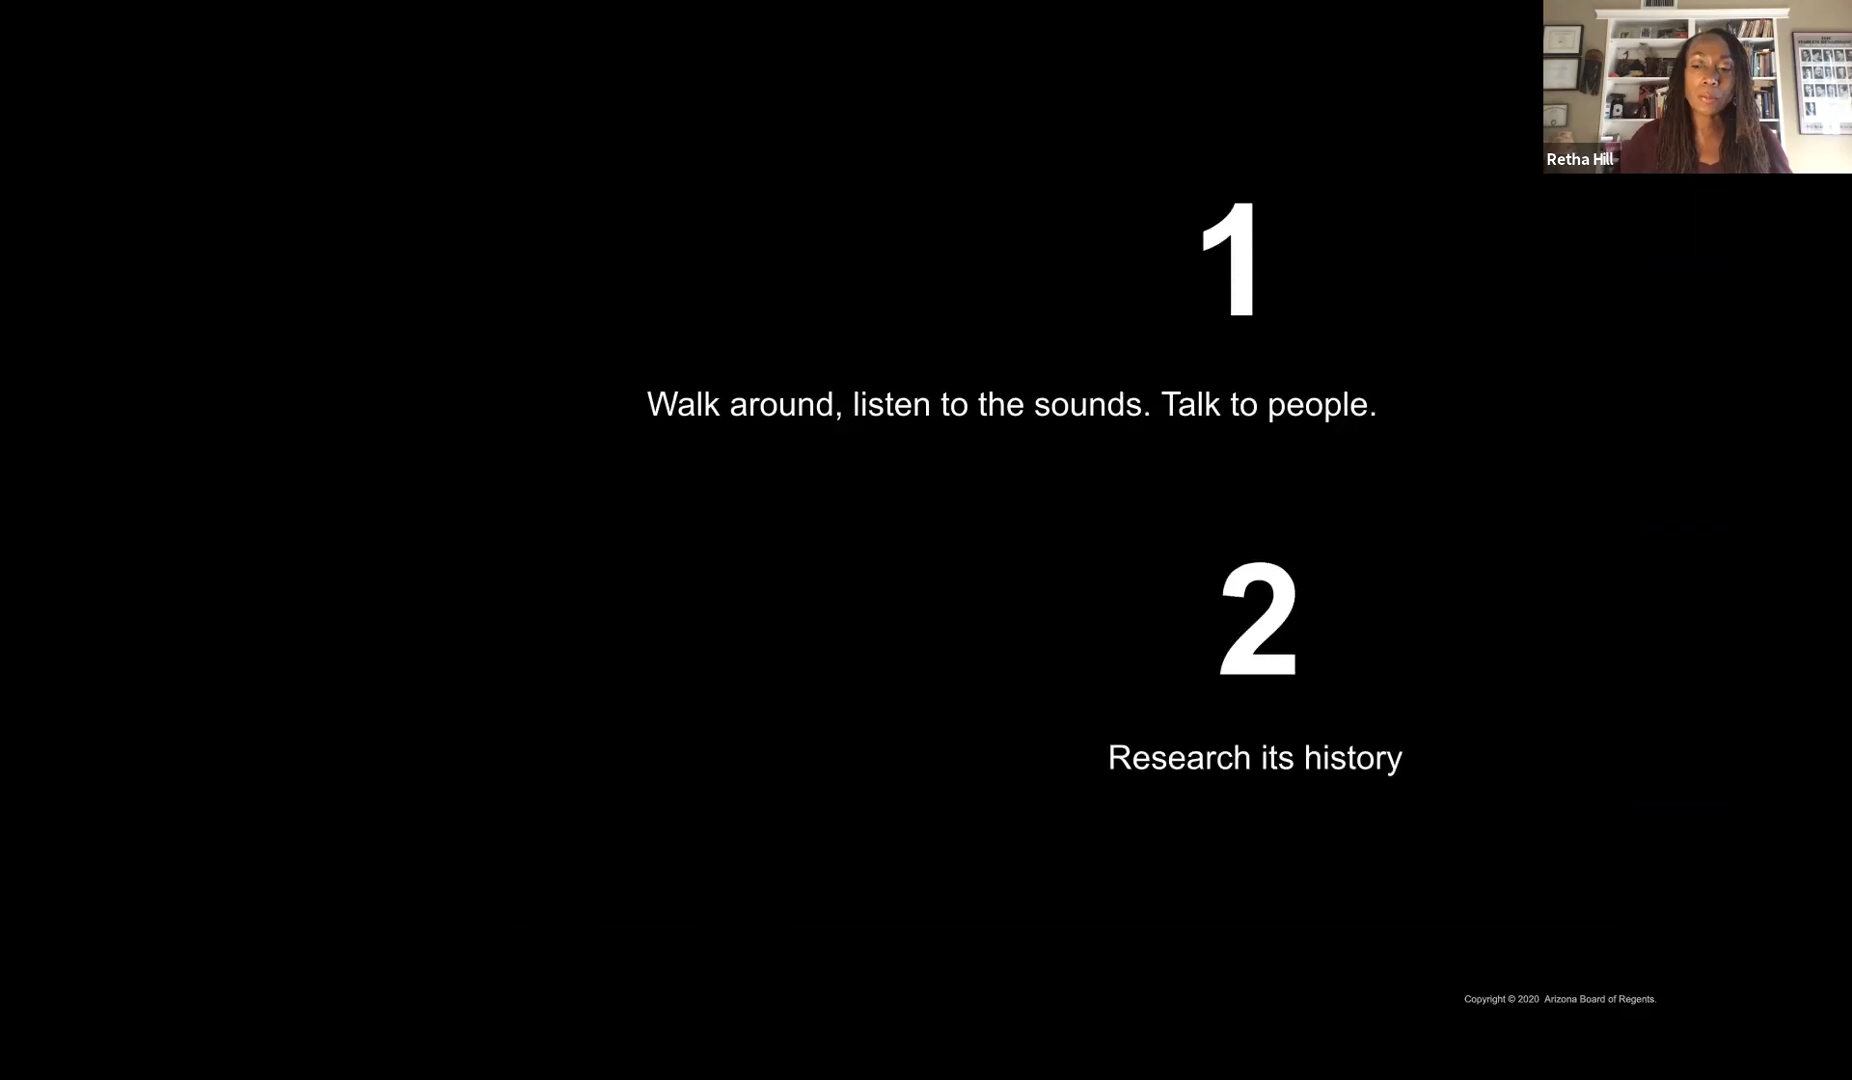 Retha Hill
1
Walk around, listen to the sounds. Talk to people.
2
Research its history
Copyright © 2020 Arizona Board of Regents.